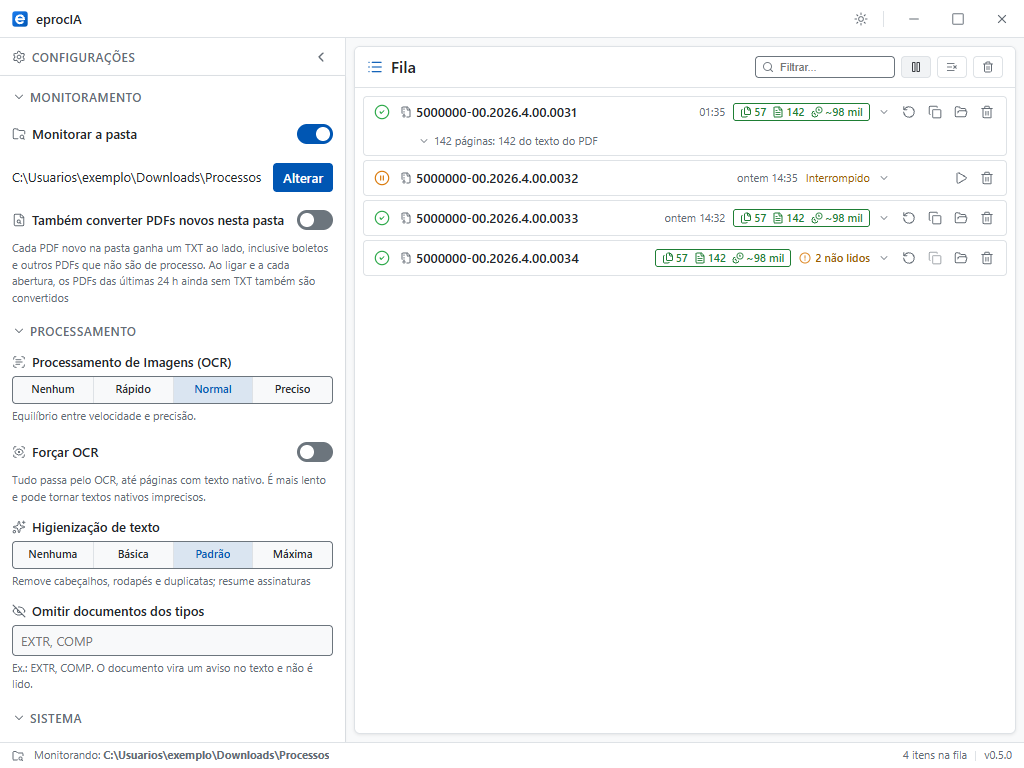 eprocIA
CONFIGURAÇÕES
MONITORAMENTO
Monitorar a pasta
C:\Usuarios\exemplo\Downloads\Processos
Alterar
Também converter PDFs novos nesta pasta
Cada PDF novo na pasta ganha um TXT ao lado, inclusive boletos
e outros PDFs que não são de processo. Ao ligar e a cada
abertura, os PDFs das últimas 24 h ainda sem TXT também são
convertidos
PROCESSAMENTO
Processamento de Imagens (OCR)
Nenhum Rápido Normal Preciso
Equilíbrio entre velocidade e precisão.
Forçar OCR
Tudo passa pelo OCR, até páginas com texto nativo. É mais lento
e pode tornar textos nativos imprecisos.
Higienização de texto
Nenhuma Básica Padrão Máxima
Remove cabeçalhos, rodapés e duplicatas; resume assinaturas
Omitir documentos dos tipos
EXTR, COMP
Ex.: EXTR, COMP. O documento vira um aviso no texto e não é
lido.
SISTEMA
Fila
Filtrar...
5000000-00.2026.4.00.0031 01:35 57 142 ~98 mil
142 páginas: 142 do texto do PDF
5000000-00.2026.4.00.0032 ontem 14:35 Interrompido
5000000-00.2026.4.00.0033 ontem 14:32 57 142 ~98 mil
5000000-00.2026.4.00.0034 57 142 ~98 mil 2 não lidos
Monitorando: C:\Usuarios\exemplo\Downloads\Processos
4 itens na fila v0.5.0